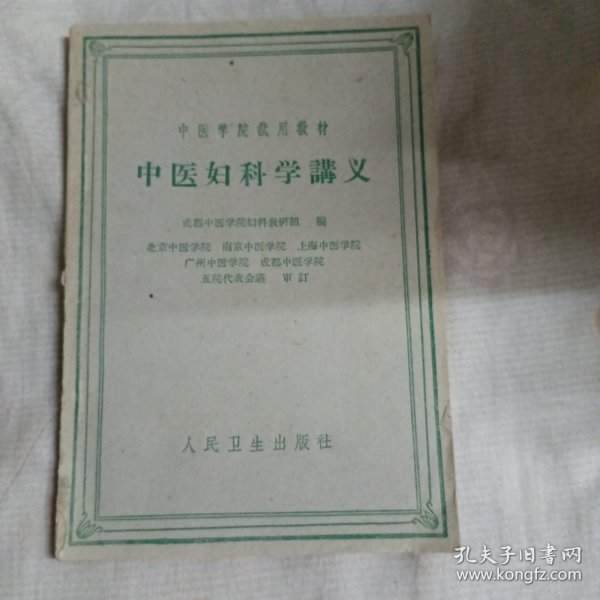 中医学院試用教材
中医妇科学講义
成都中医学院妇科教研組 編
北京中医学院 南京中医学院 上海中医学院
广州中医学院 成都中医学院
五院代表会議 审訂
人民卫生出版社
孔夫子旧书网
www.kongfz.com